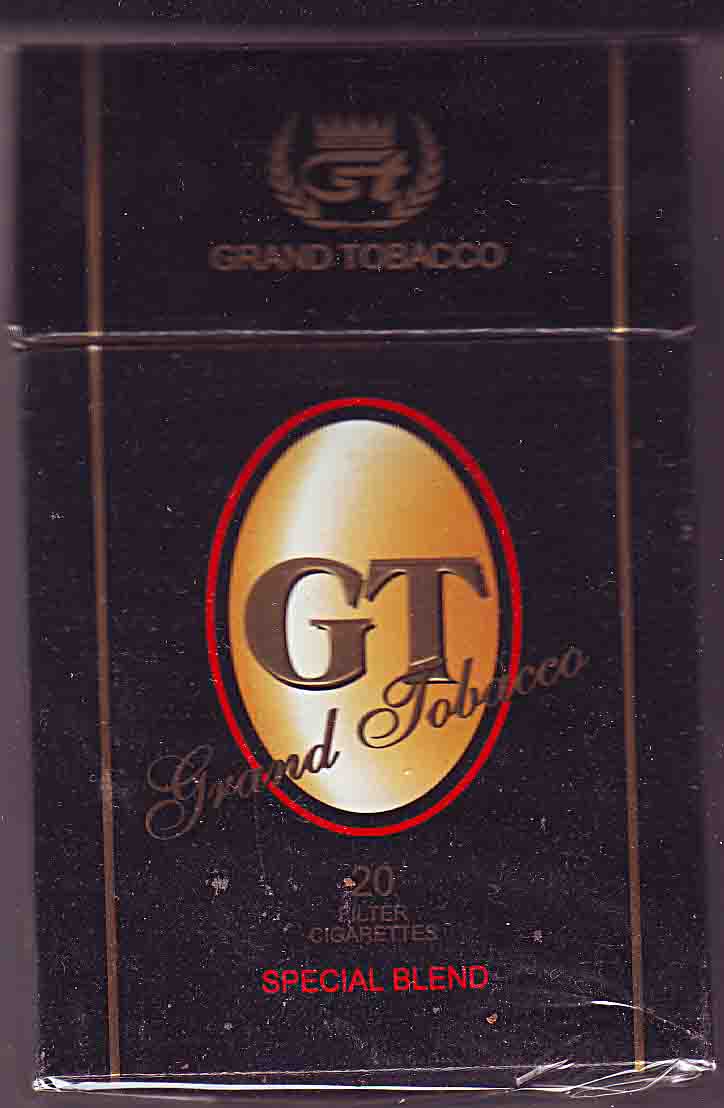 Gt
GRAND TOBACCO
GT
Grand Tobacco
20
FILTER
CIGARETTES
SPECIAL BLEND